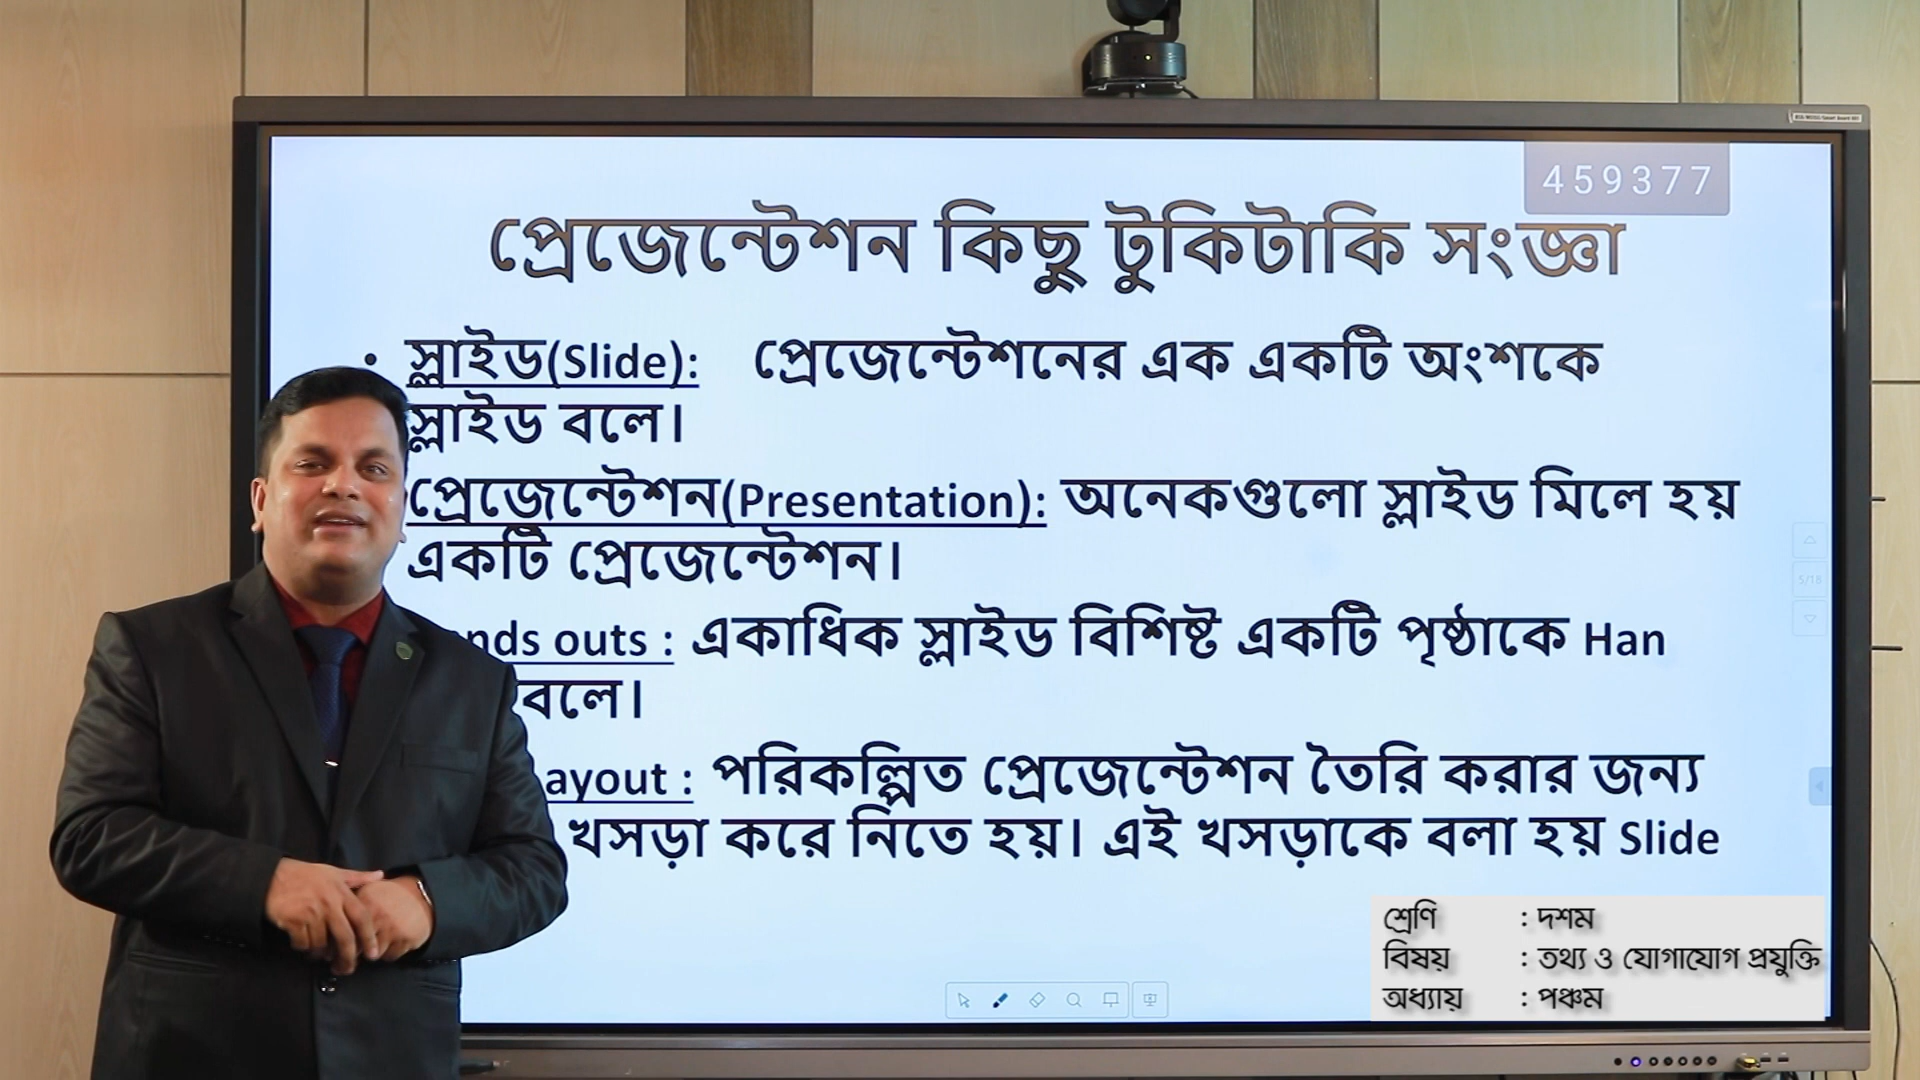 459377
প্রেজেন্টেশন কিছু টুকিটাকি সংজ্ঞা
• স্লাইড(Slide): প্রেজেন্টেশনের এক একটি অংশকে
স্লাইড বলে।
প্রেজেন্টেশন(Presentation): অনেকগুলো স্লাইড মিলে হয়
একটি প্রেজেন্টেশন।
nds outs : একাধিক স্লাইড বিশিষ্ট একটি পৃষ্ঠাকে Han
বলে।
ayout : পরিকল্পিত প্রেজেন্টেশন তৈরি করার জন্য
খসড়া করে নিতে হয়। এই খসড়াকে বলা হয় Slide
5/18
শ্রেণি : দশম
বিষয় : তথ্য ও যোগাযোগ প্রযুক্তি
অধ্যায় : পঞ্চম